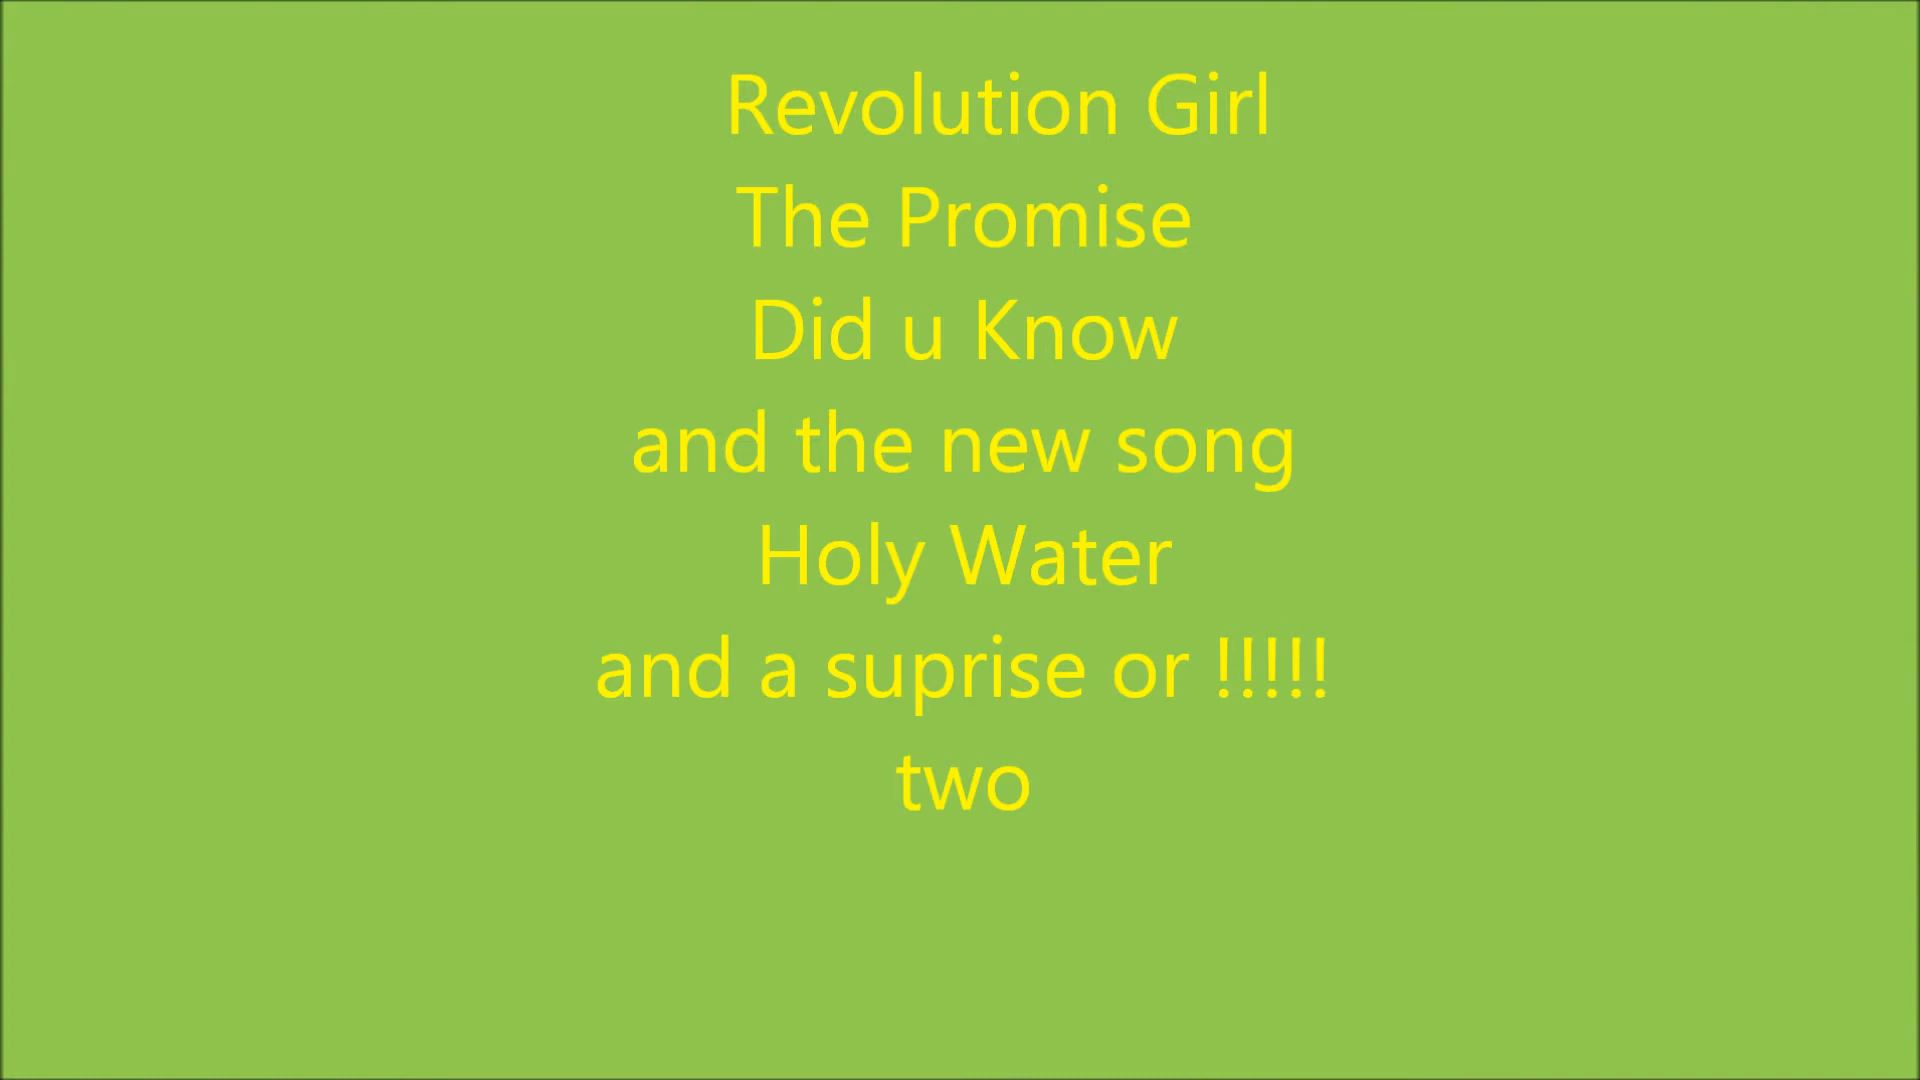 Revolution Girl
The Promise
Did u Know
and the new song
Holy Water
and a suprise or !!!!!
two